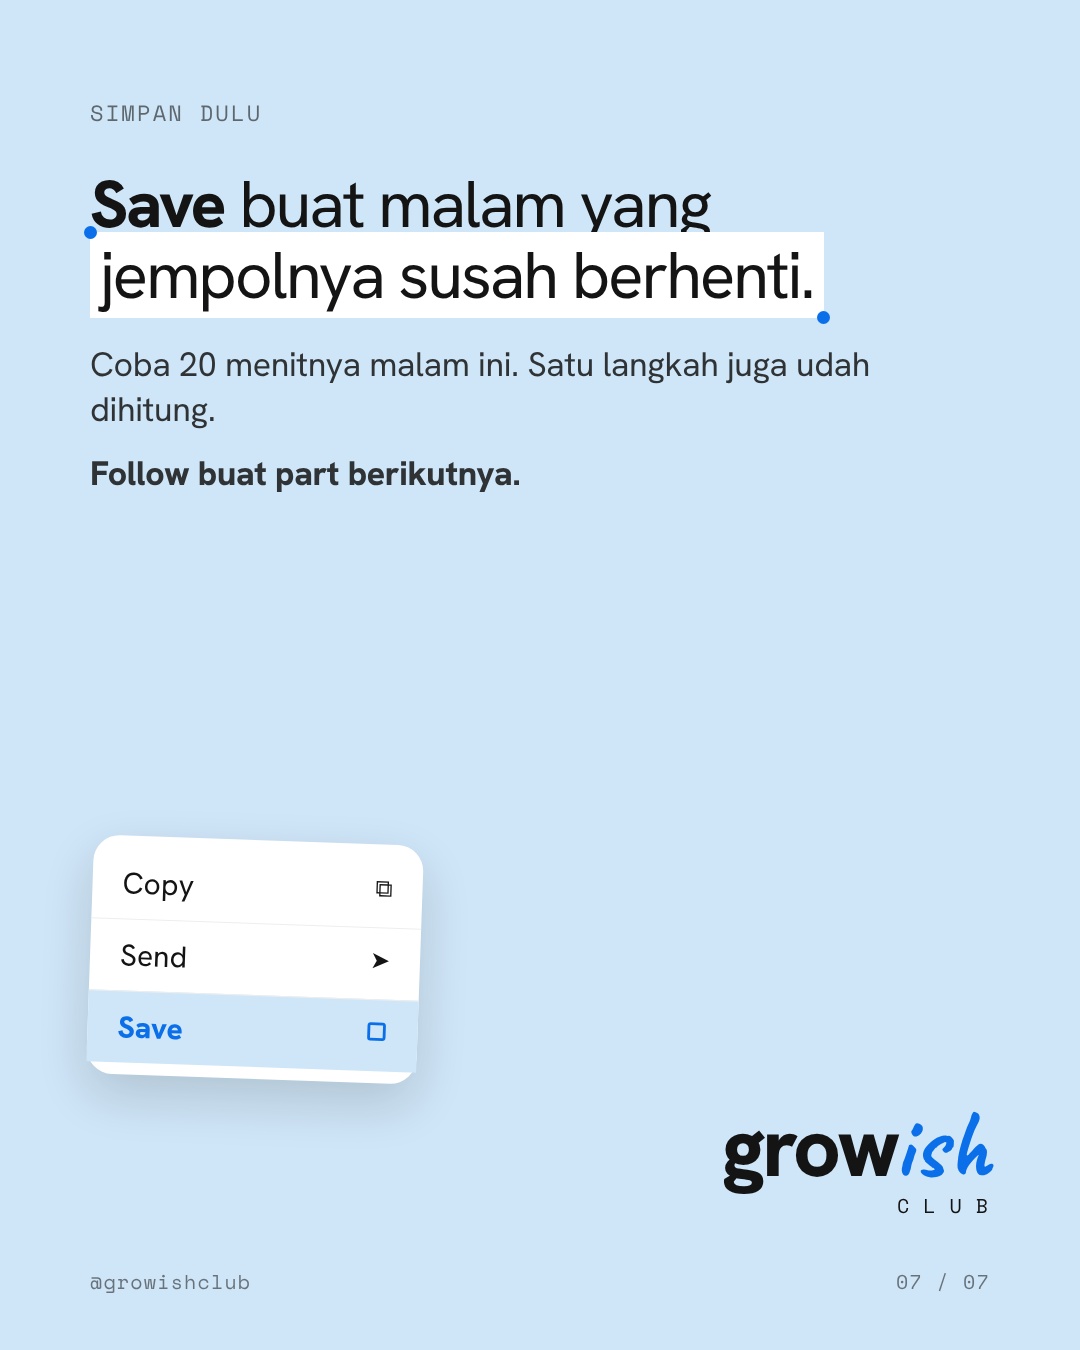 SIMPAN DULU
Save buat malam yang
jempolnya susah berhenti.
Coba 20 menitnya malam ini. Satu langkah juga udah
dihitung.
Follow buat part berikutnya.
Copy
Send
Save
growish
CLUB
@growishclub
07 / 07